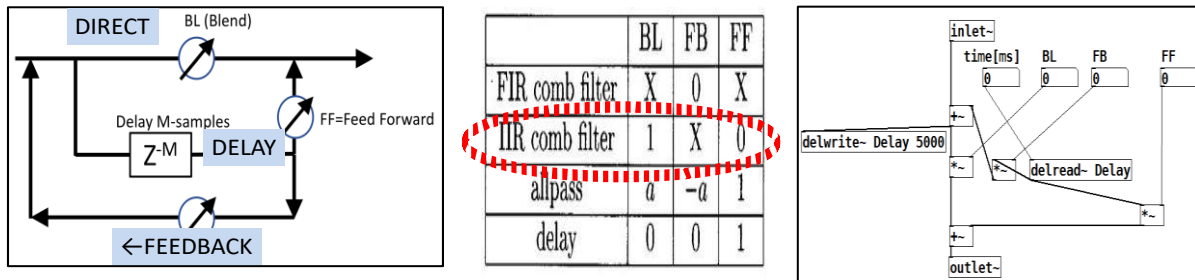 DIRECT
BL (Blend)
FF=Feed Forward
Delay M-samples
Z-M
DELAY
←FEEDBACK
BL FB FF
FIR comb filter X 0 X
IIR comb filter 1 X 0
allpass a −a 1
delay 0 0 1
inlet~
time[ms] BL FB FF
0 0 0 0
+~
delwrite~ Delay 5000
*~ *~ delread~ Delay
*~
+~
outlet~